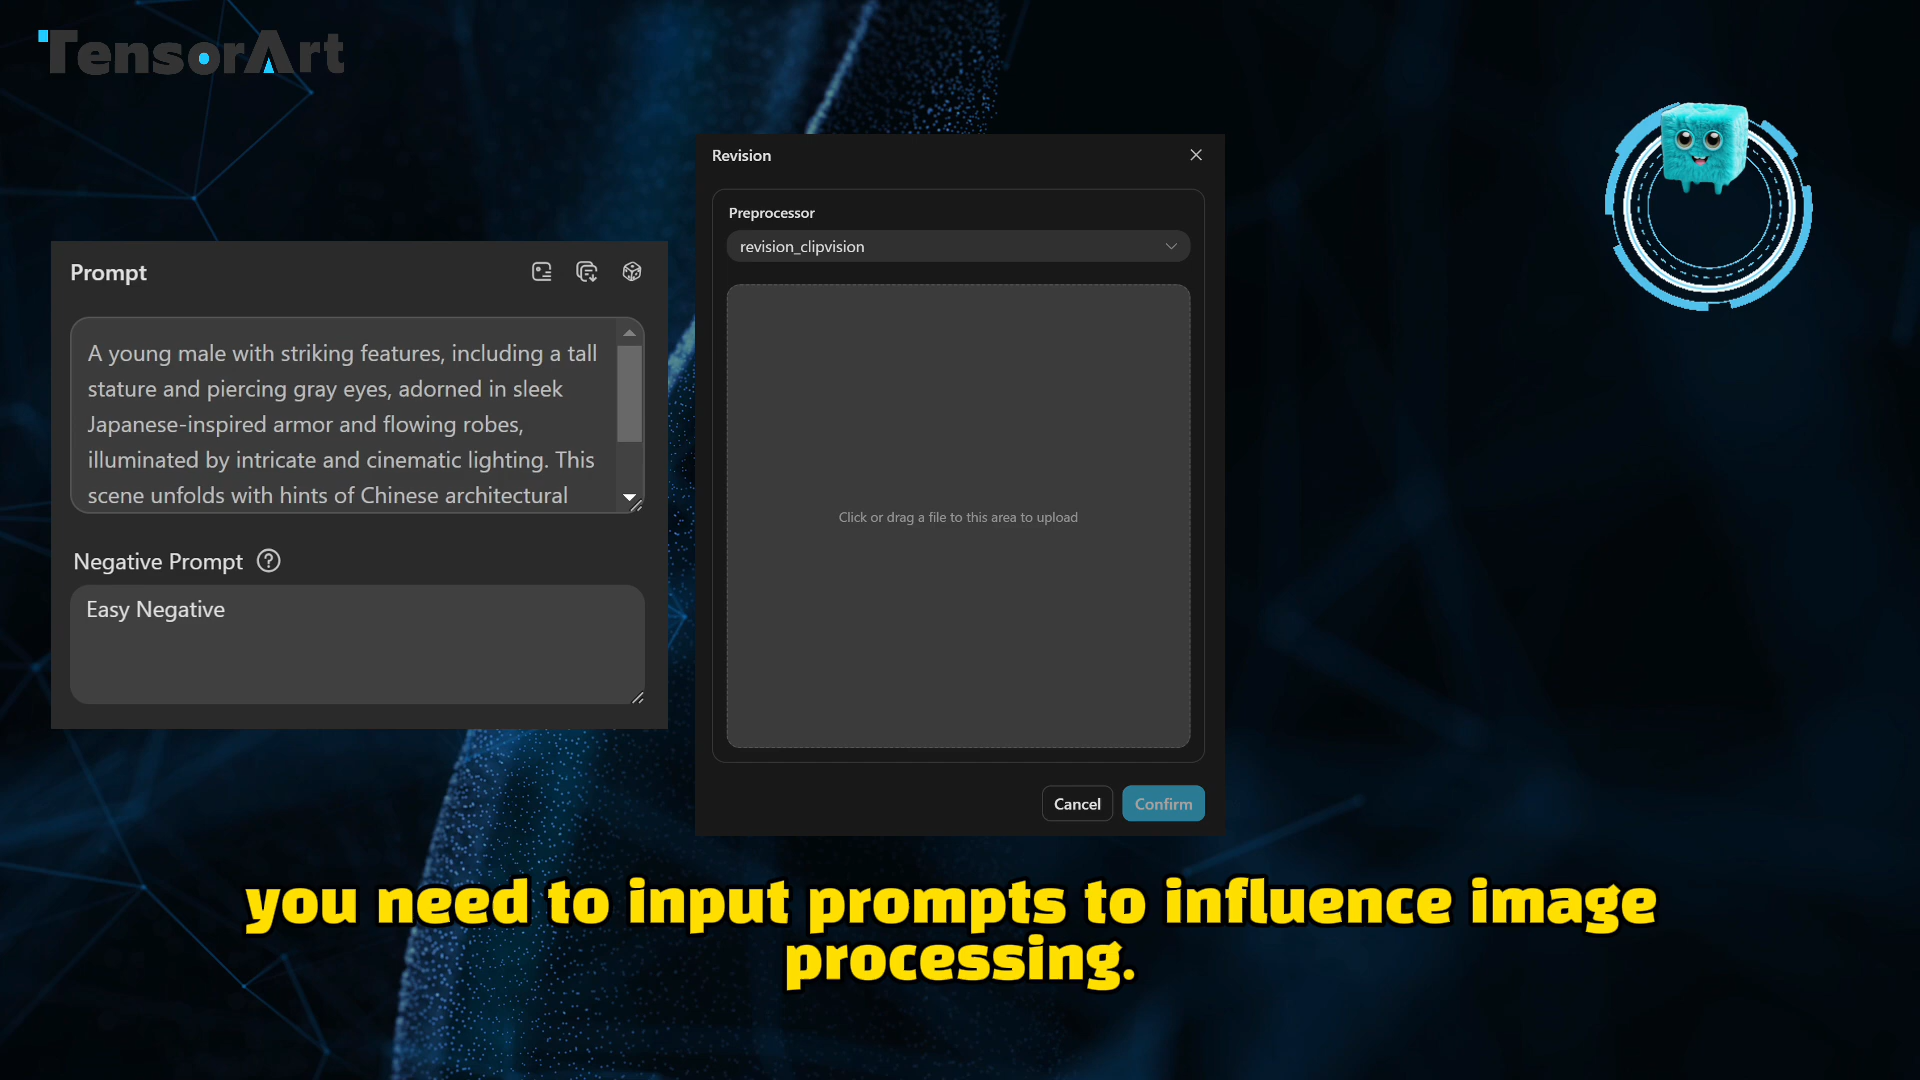 TensorArt
Revision
Preprocessor
revision_clipvision
Click or drag a file to this area to upload
Cancel
Confirm
Prompt
A young male with striking features, including a tall
stature and piercing gray eyes, adorned in sleek
Japanese-inspired armor and flowing robes,
illuminated by intricate and cinematic lighting. This
scene unfolds with hints of Chinese architectural
Negative Prompt
Easy Negative
you need to input prompts to influence image
processing.